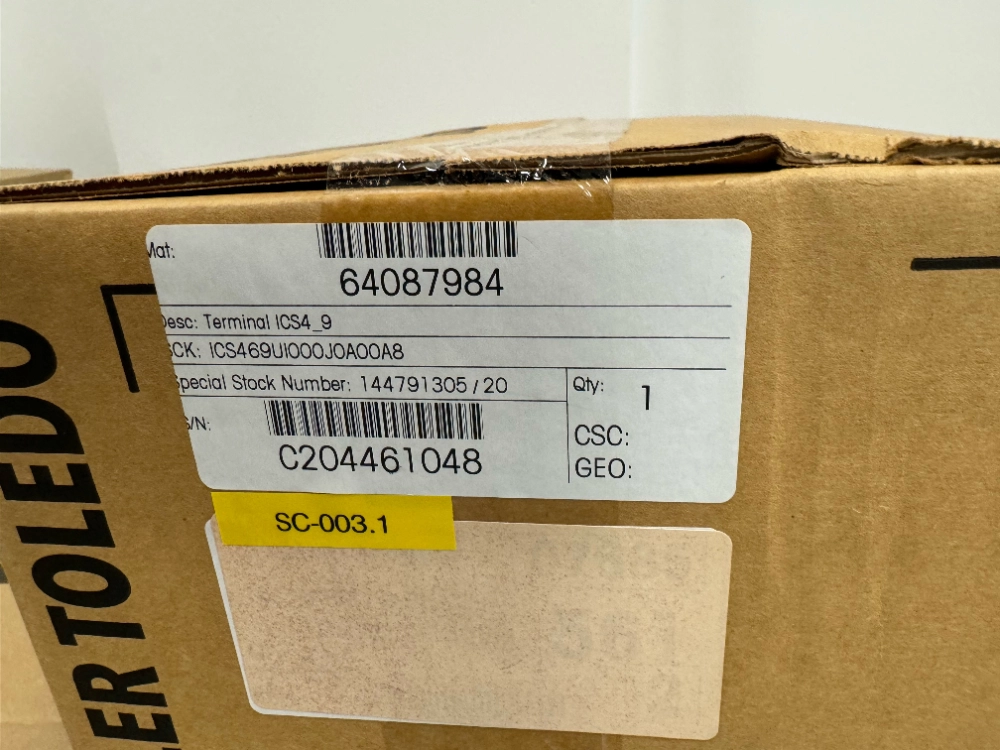 Mat:
64087984
Desc: Terminal ICS4_9
SCK: ICS469UI000J0A00A8
Special Stock Number: 144791305/20
Qty: 1
S/N:
C204461048
CSC:
GEO:
SC-003.1
LER TOLEDO